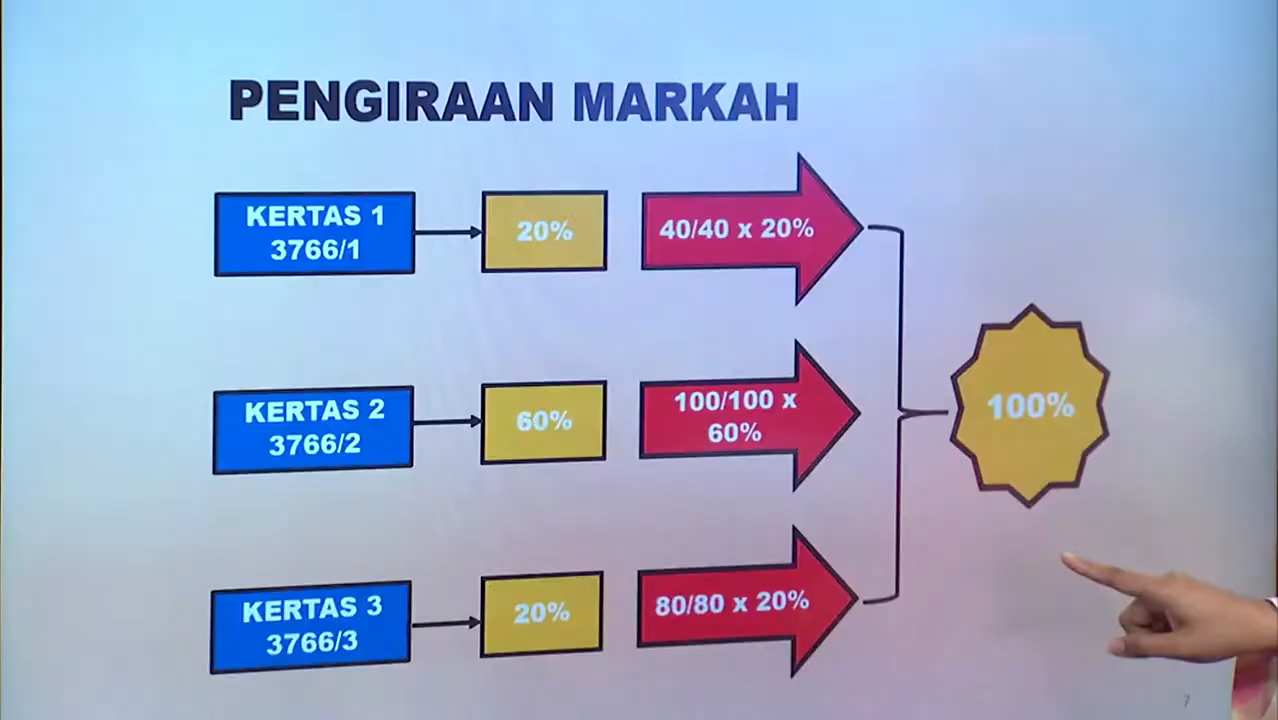 PENGIRAAN MARKAH
KERTAS 1
3766/1
20%
40/40 x 20%
KERTAS 2
3766/2
60%
100/100 x
60%
100%
KERTAS 3
3766/3
20%
80/80 x 20%
7